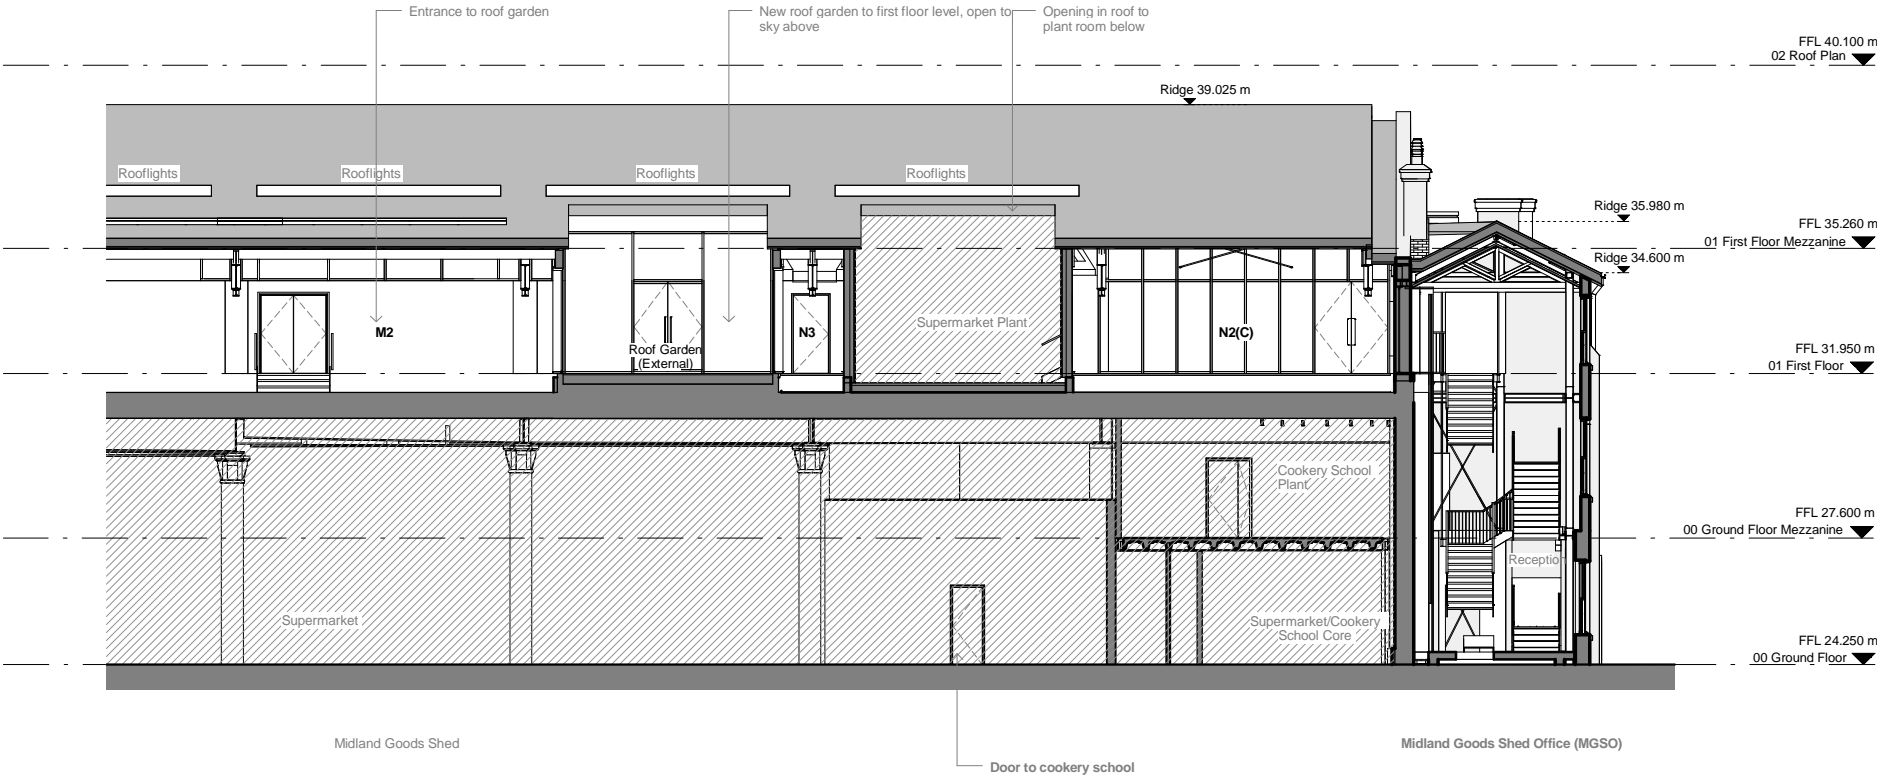 Entrance to roof garden
New roof garden to first floor level, open to
sky above
Opening in roof to
plant room below
FFL 40.100 m
02 Roof Plan
Ridge 39.025 m
Rooflights
Rooflights
Rooflights
Rooflights
Ridge 35.980 m
FFL 35.260 m
01 First Floor Mezzanine
Ridge 34.600 m
M2
Roof Garden
(External)
N3
Supermarket Plant
N2(C)
FFL 31.950 m
01 First Floor
Cookery School
Plant
FFL 27.600 m
00 Ground Floor Mezzanine
Reception
Supermarket
Supermarket/Cookery
School Core
FFL 24.250 m
00 Ground Floor
Midland Goods Shed
Midland Goods Shed Office (MGSO)
Door to cookery school